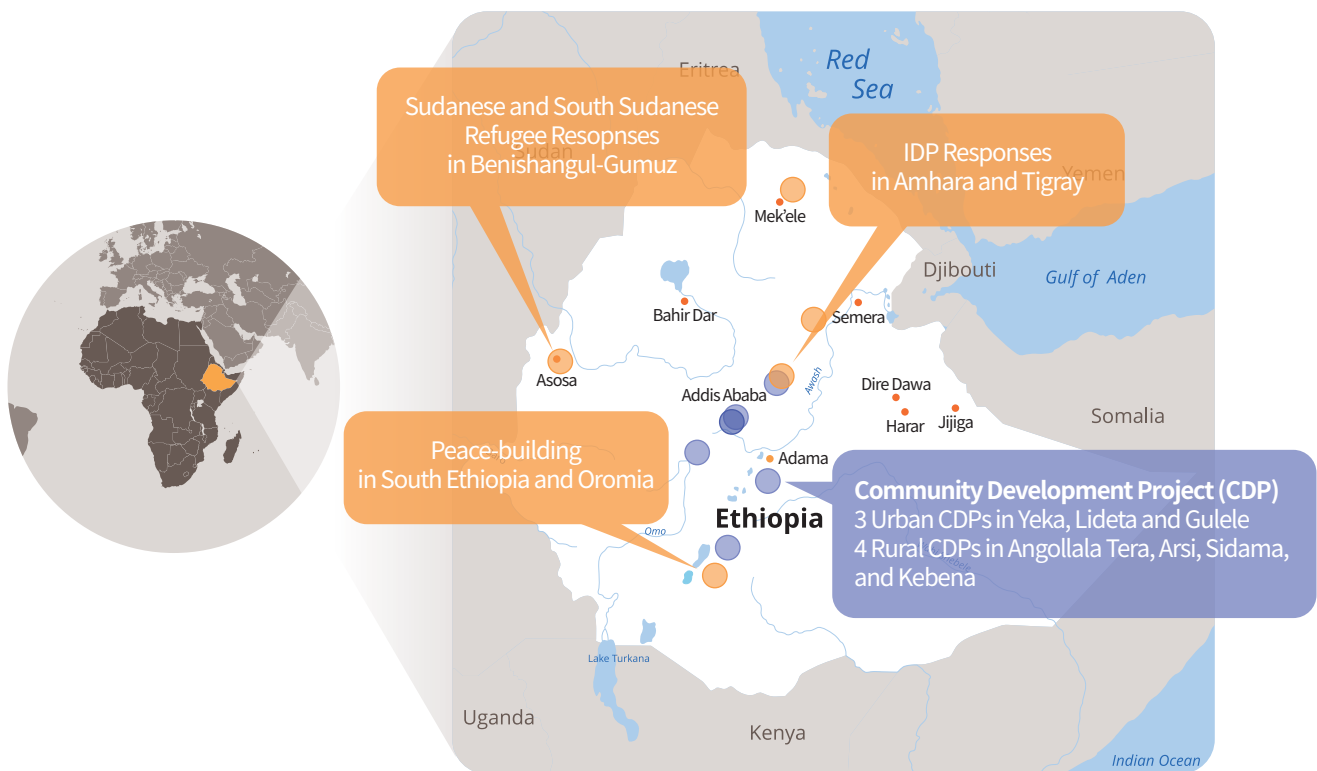 Eritrea
Red
Sea
Sudanese and South Sudanese
Refugee Resopnses
in Benishangul-Gumuz
Sudan
IDP Responses
in Amhara and Tigray
Yemen
Mek'ele
Djibouti
Gulf of Aden
Bahir Dar
Semera
Asosa
Awash
Addis Ababa
Dire Dawa
Harar
Jijiga
Somalia
Peace-building
in South Ethiopia and Oromia
Adama
Community Development Project (CDP)
3 Urban CDPs in Yeka, Lideta and Gulele
4 Rural CDPs in Angollala Tera, Arsi, Sidama,
and Kebena
Ethiopia
Omo
Lake Turkana
Uganda
Kenya
Indian Ocean